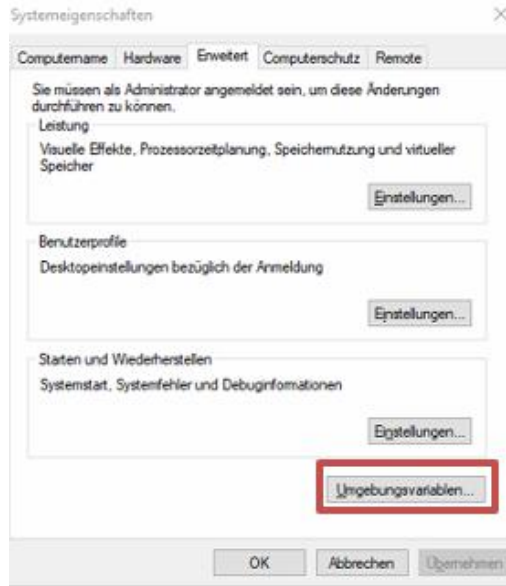 Systemeigenschaften
Computername Hardware Erweitert Computerschutz Remote
Sie müssen als Administrator angemeldet sein, um diese Änderungen
durchführen zu können.
Leistung
Visuelle Effekte, Prozessorzeitplanung, Speichernutzung und virtueller
Speicher
Einstellungen...
Benutzerprofile
Desktopeinstellungen bezüglich der Anmeldung
Einstellungen...
Starten und Wiederherstellen
Systemstart, Systemfehler und Debuginformationen
Einstellungen...
Umgebungsvariablen...
OK Abbrechen Übernehmen